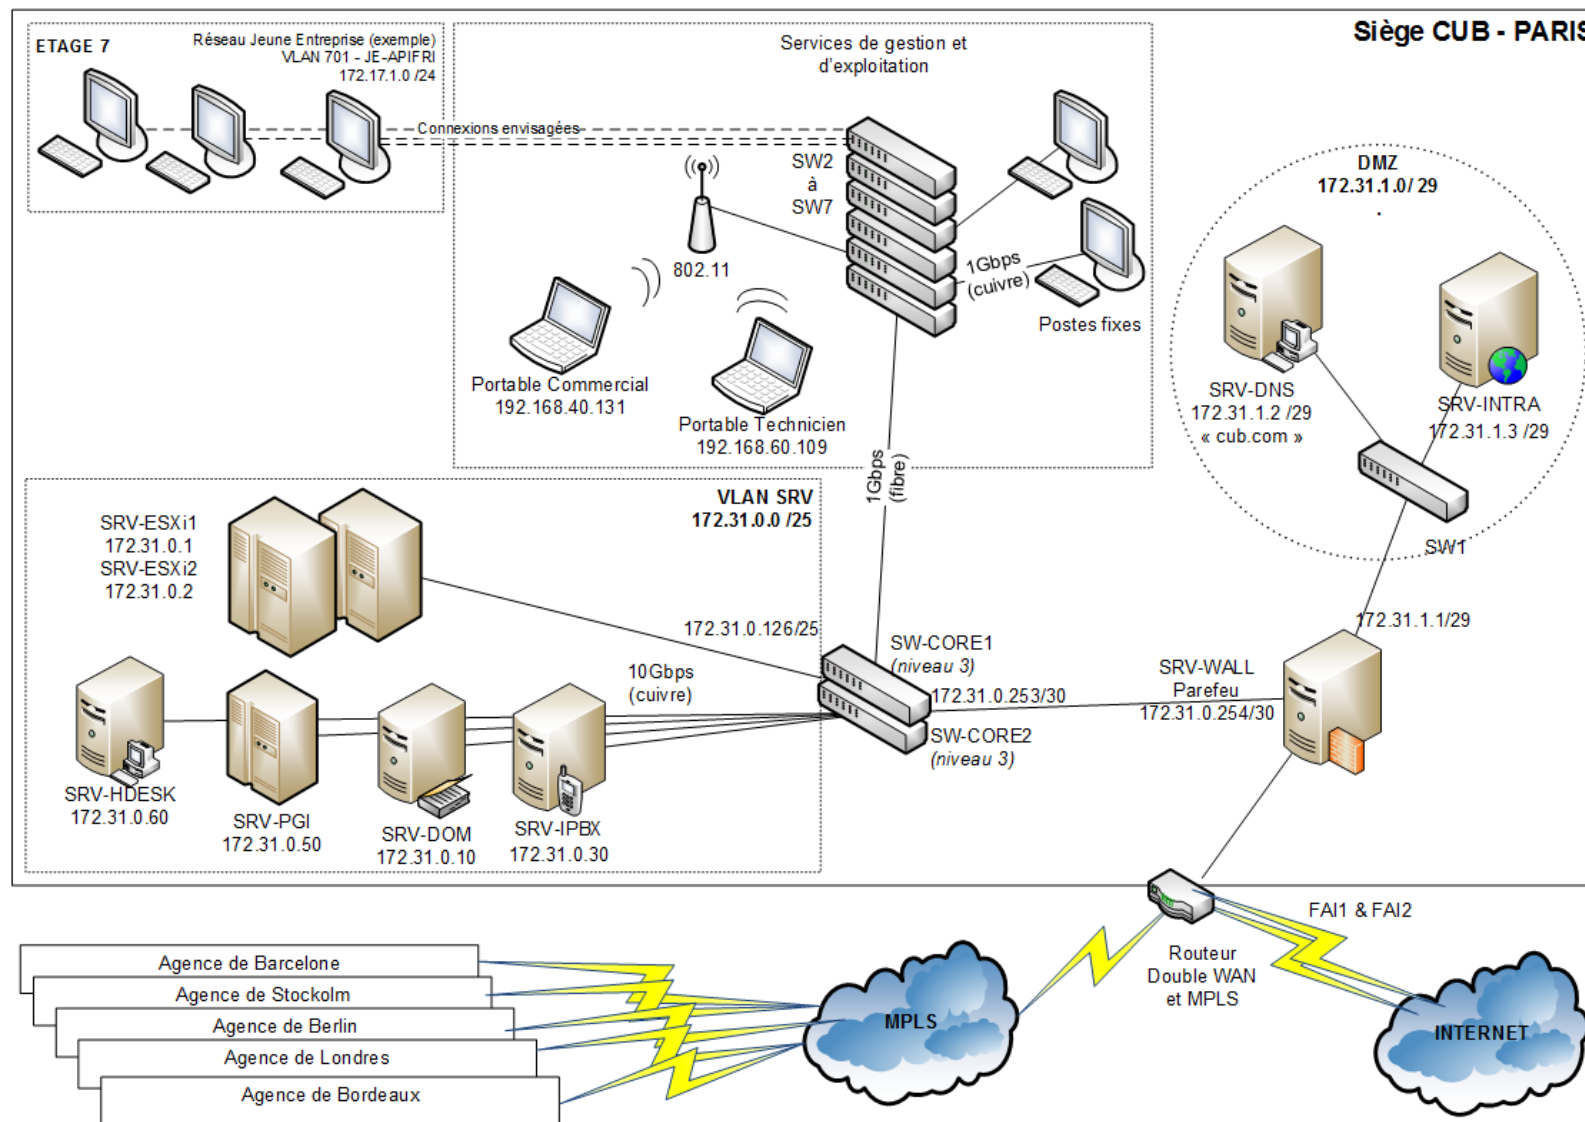 Siège CUB - PARIS
ETAGE 7
Réseau Jeune Entreprise (exemple)
VLAN 701 - JE-APIFRI
172.17.1.0 /24
Connexions envisagées
Services de gestion et
d'exploitation
SW2
à
SW7
802.11
1Gbps
(cuivre)
Postes fixes
Portable Commercial
192.168.40.131
Portable Technicien
192.168.60.109
1Gbps
(fibre)
DMZ
172.31.1.0/ 29
.
SRV-DNS
172.31.1.2 /29
« cub.com »
SRV-INTRA
172.31.1.3 /29
SW1
172.31.1.1/29
VLAN SRV
172.31.0.0 /25
SRV-ESXi1
172.31.0.1
SRV-ESXi2
172.31.0.2
172.31.0.126/25
10Gbps
(cuivre)
SW-CORE1
(niveau 3)
172.31.0.253/30
SW-CORE2
(niveau 3)
SRV-WALL
Parefeu
172.31.0.254/30
SRV-HDESK
172.31.0.60
SRV-PGI
172.31.0.50
SRV-DOM
172.31.0.10
SRV-IPBX
172.31.0.30
FAI1 & FAI2
Routeur
Double WAN
et MPLS
Agence de Barcelone
Agence de Stockolm
Agence de Berlin
Agence de Londres
Agence de Bordeaux
MPLS
INTERNET